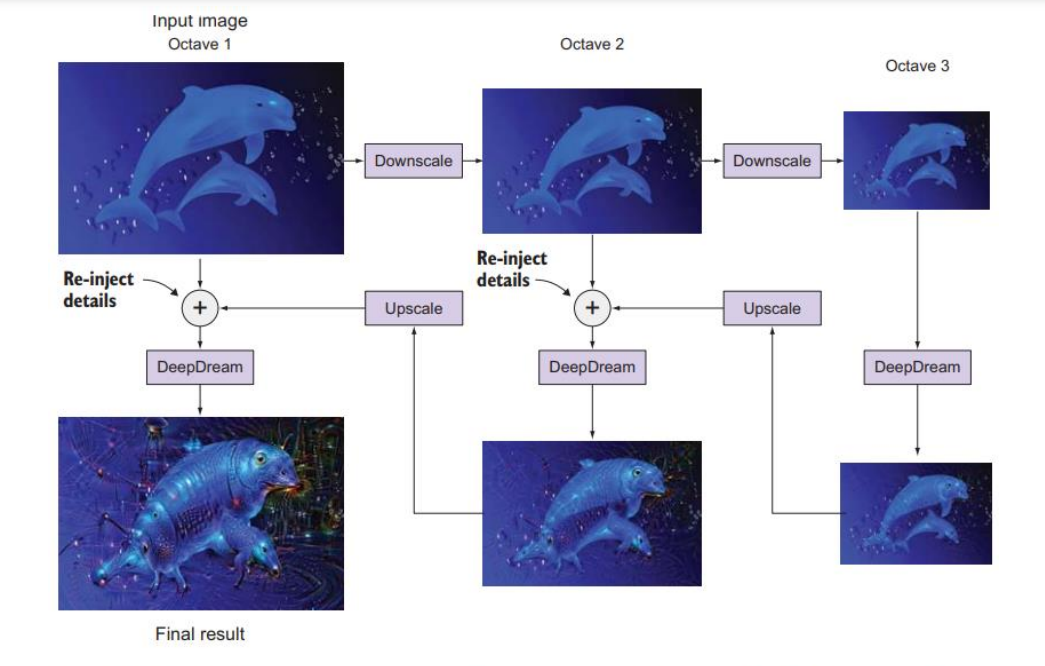 Input image
Octave 1
Octave 2
Octave 3
Downscale
Downscale
Re-inject
details
Re-inject
details
+
Upscale
+
Upscale
DeepDream
DeepDream
DeepDream
Final result